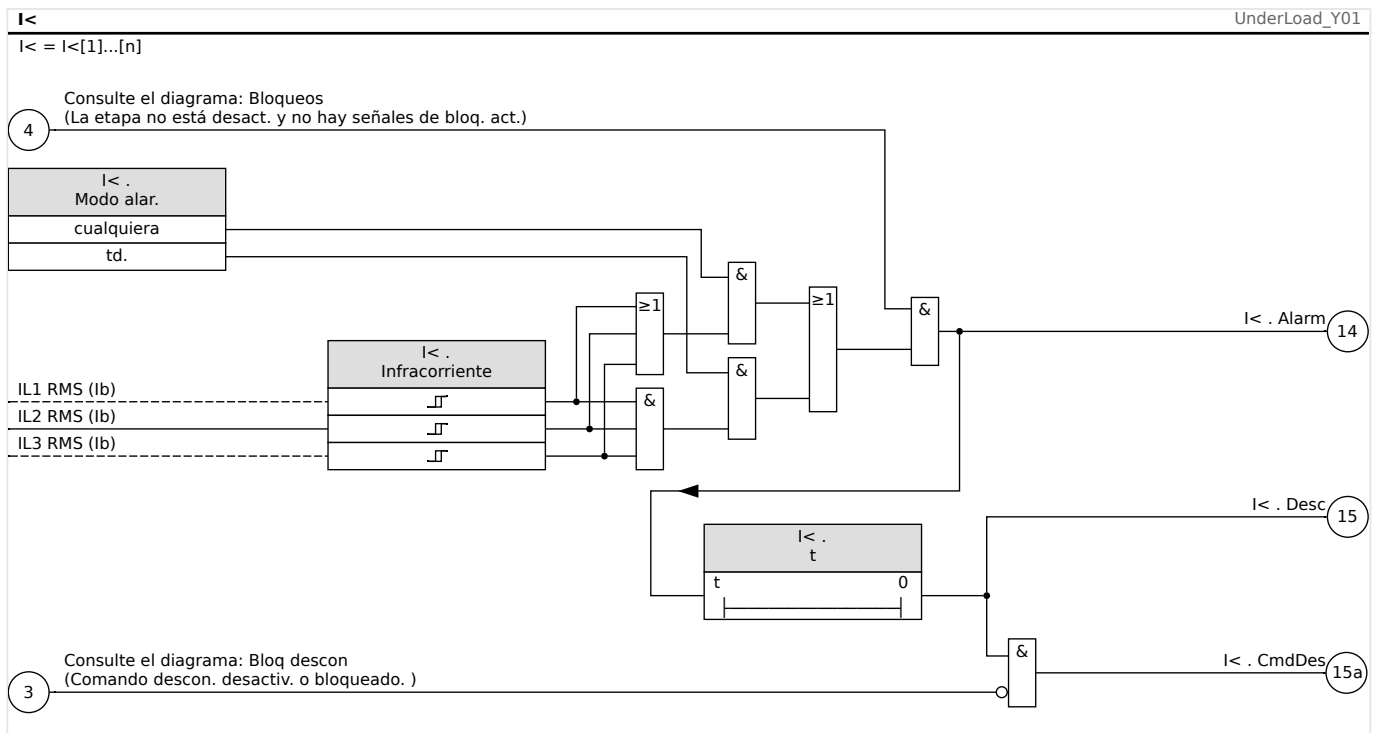 I<
UnderLoad_Y01
I< = I<[1]...[n]
Consulte el diagrama: Bloqueos
(La etapa no está desact. y no hay señales de bloq. act.)
4
I< .
Modo alar.
cualquiera
td.
&
≥1
≥1
&
I< . Alarm
14
I< .
Infracorriente
&
&
IL1 RMS (Ib)
IL2 RMS (Ib)
IL3 RMS (Ib)
I< . Desc
15
I< .
t
t
0
Consulte el diagrama: Bloq descon
(Comando descon. desactiv. o bloqueado. )
3
&
I< . CmdDes
15a